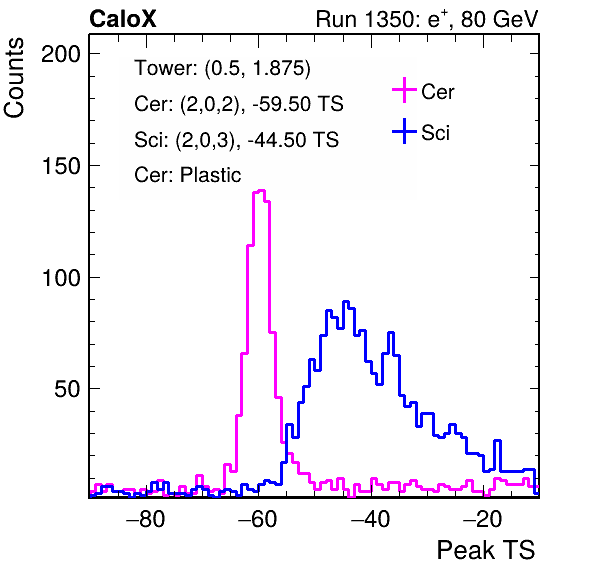 CaloX Run 1350: e⁺, 80 GeV
Counts
200
150
100
50
Tower: (0.5, 1.875)
Cer: (2,0,2), -59.50 TS
Sci: (2,0,3), -44.50 TS
Cer: Plastic
Cer
Sci
−80 −60 −40 −20
Peak TS